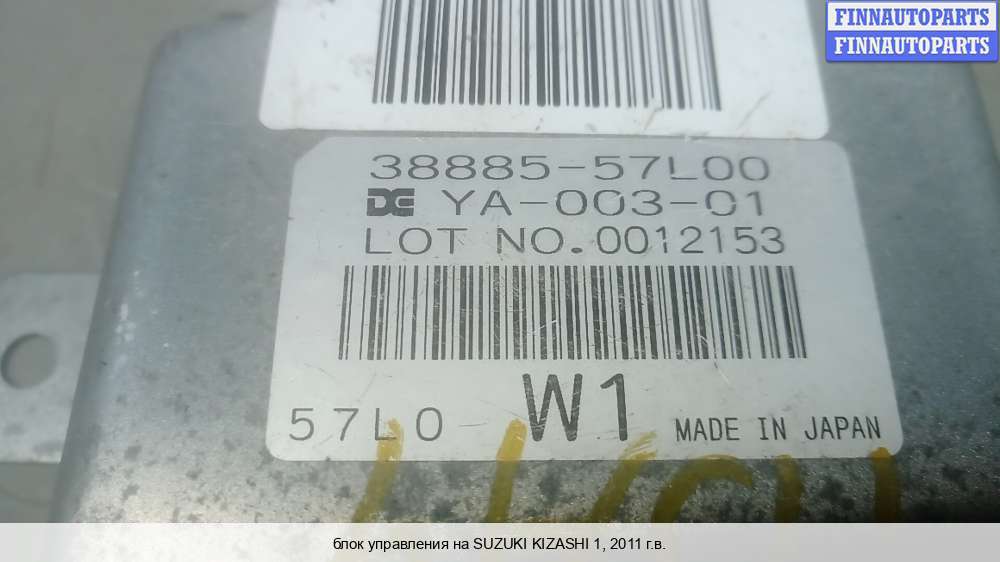 FINNAUTOPARTS
FINNAUTOPARTS
38885-57L00
DE YA-003-01
LOT NO.0012153
57L0 W1 MADE IN JAPAN
блок управления на SUZUKI KIZASHI 1, 2011 г.в.